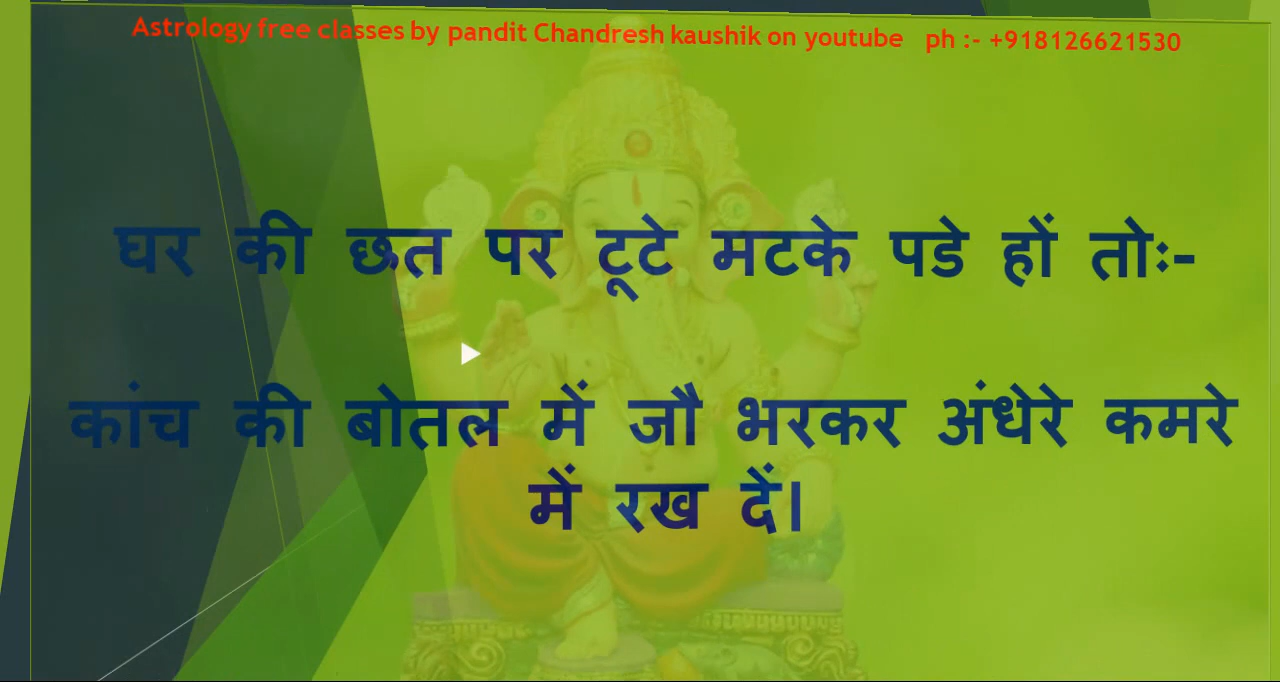 Astrology free classes by pandit Chandresh kaushik on youtube ph :- +918126621530
घर की छत पर टूटे मटके पडे हों तोः-
कांच की बोतल में जौ भरकर अंधेरे कमरे
में रख दें।